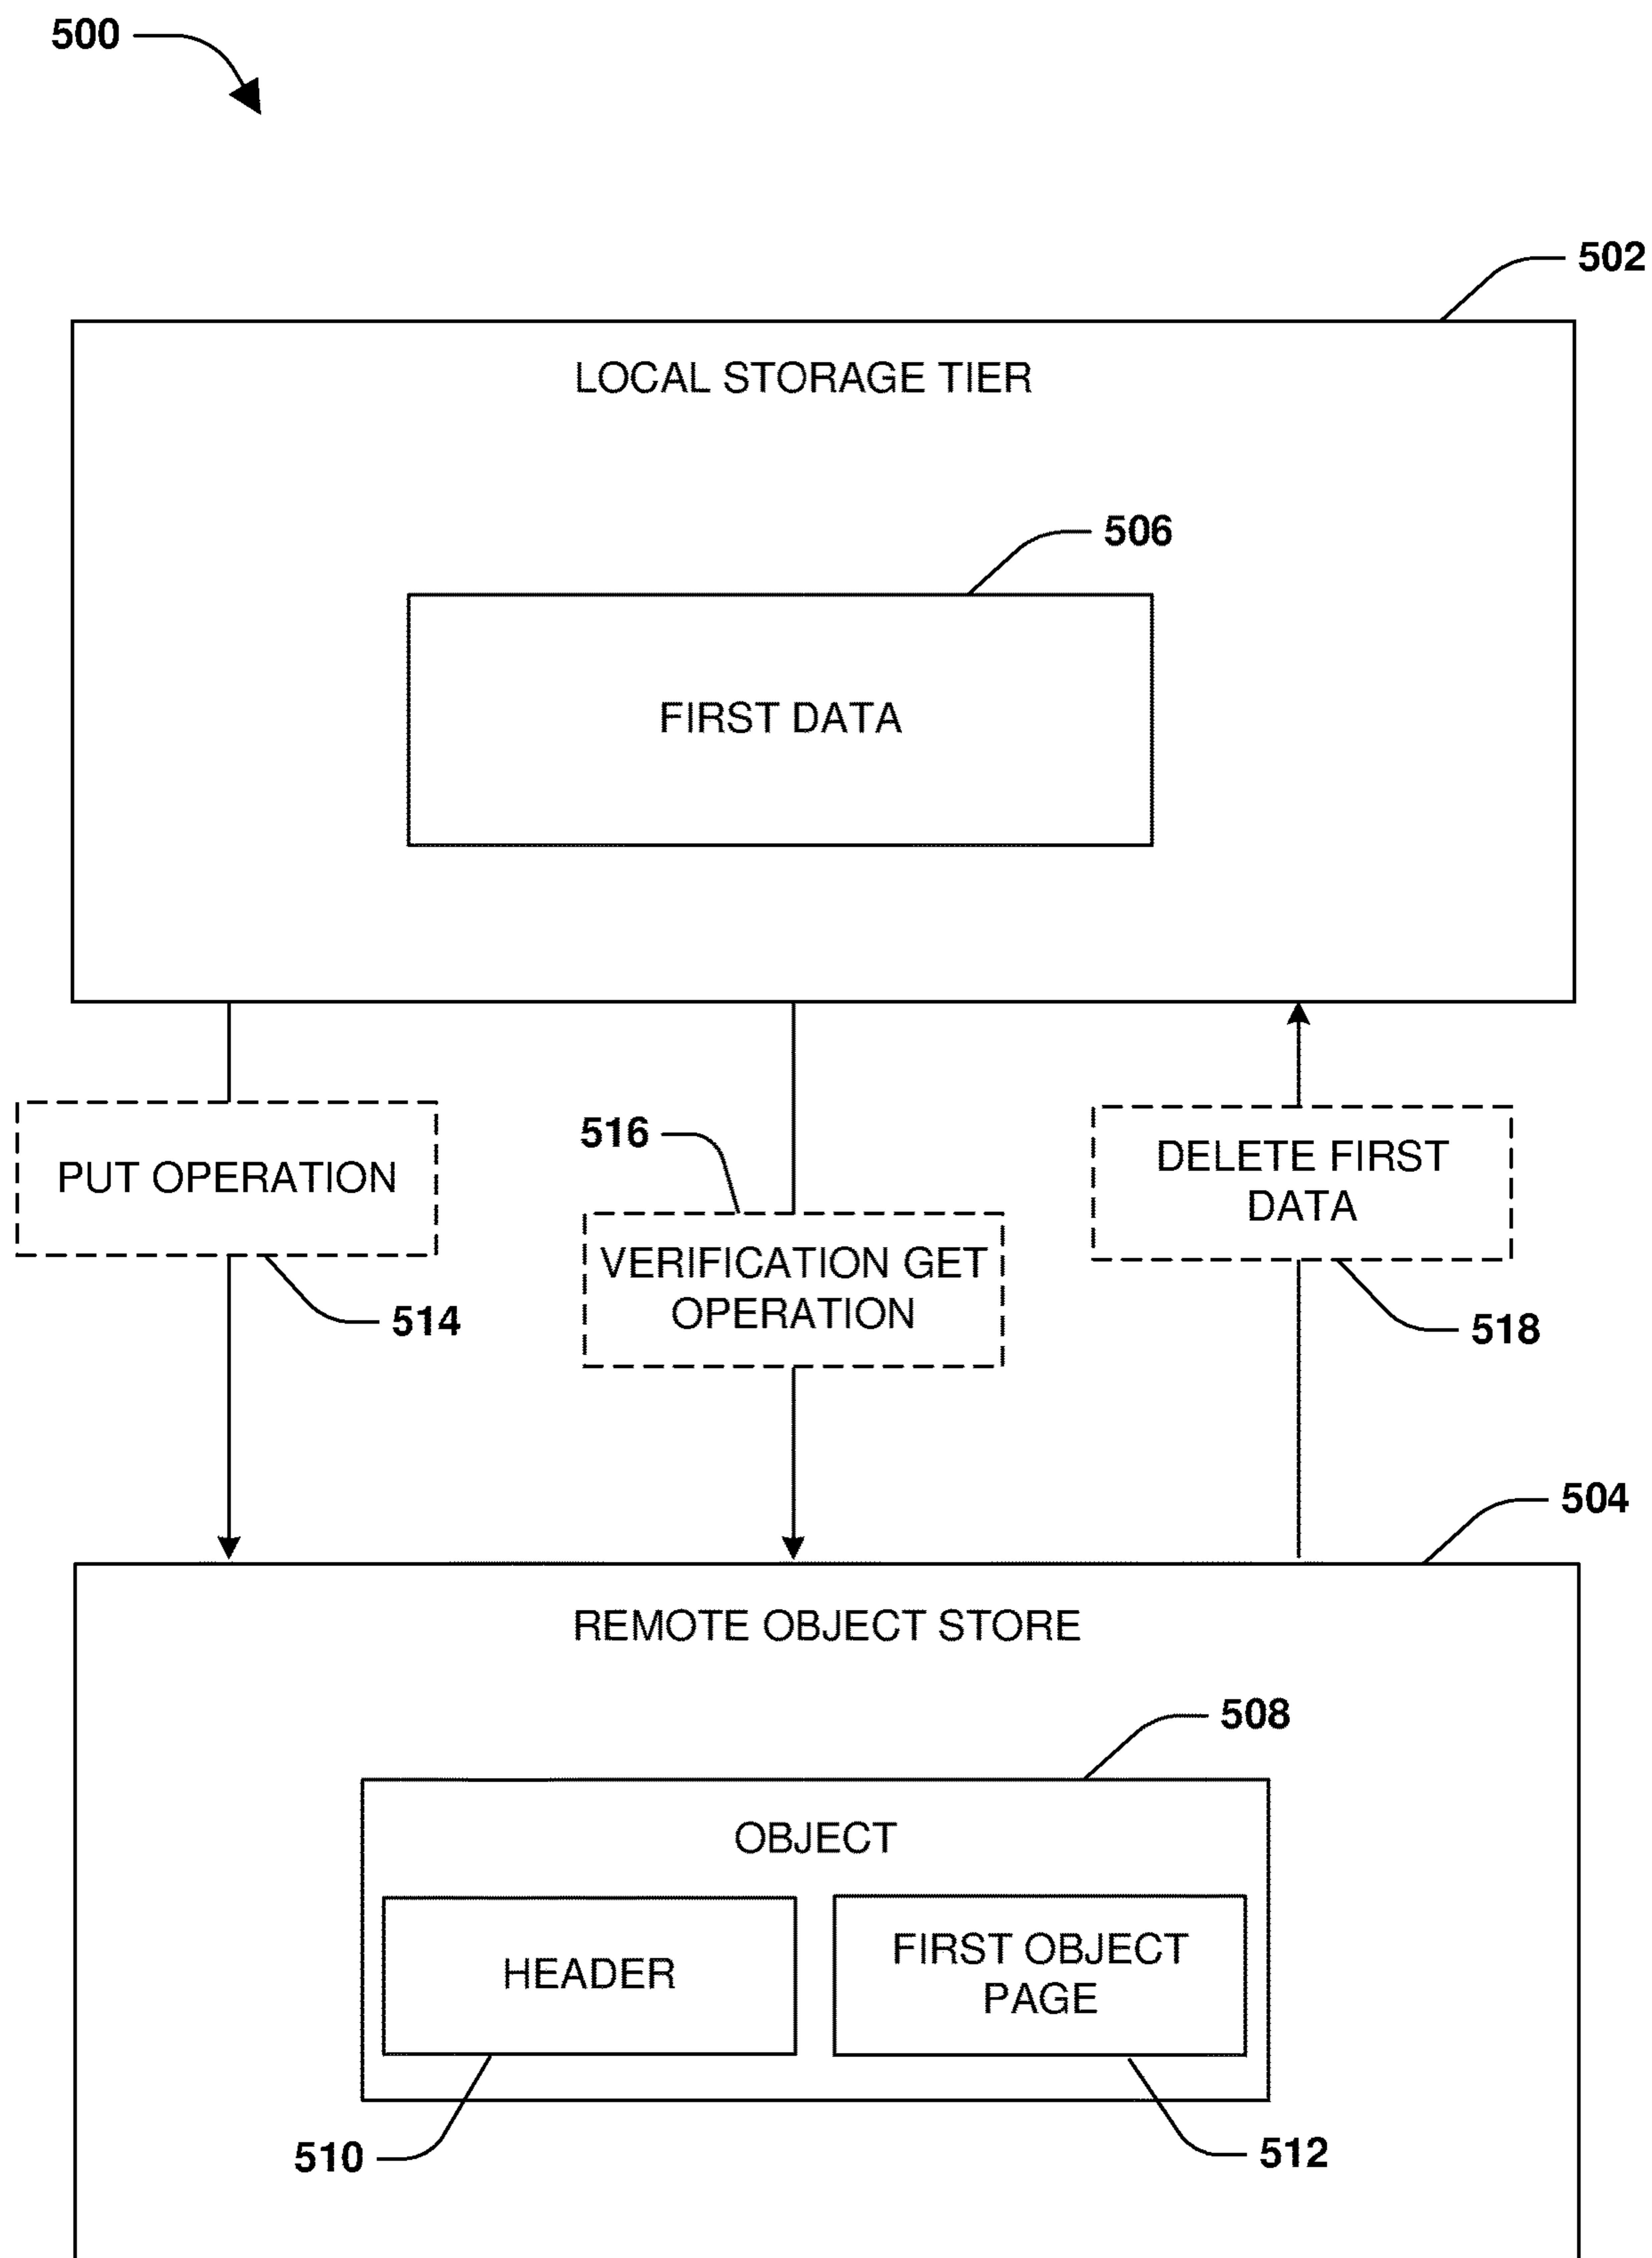 500
502
LOCAL STORAGE TIER
506
FIRST DATA
PUT OPERATION
514
516
VERIFICATION GET
OPERATION
DELETE FIRST
DATA
518
504
REMOTE OBJECT STORE
508
OBJECT
HEADER
FIRST OBJECT
PAGE
510
512